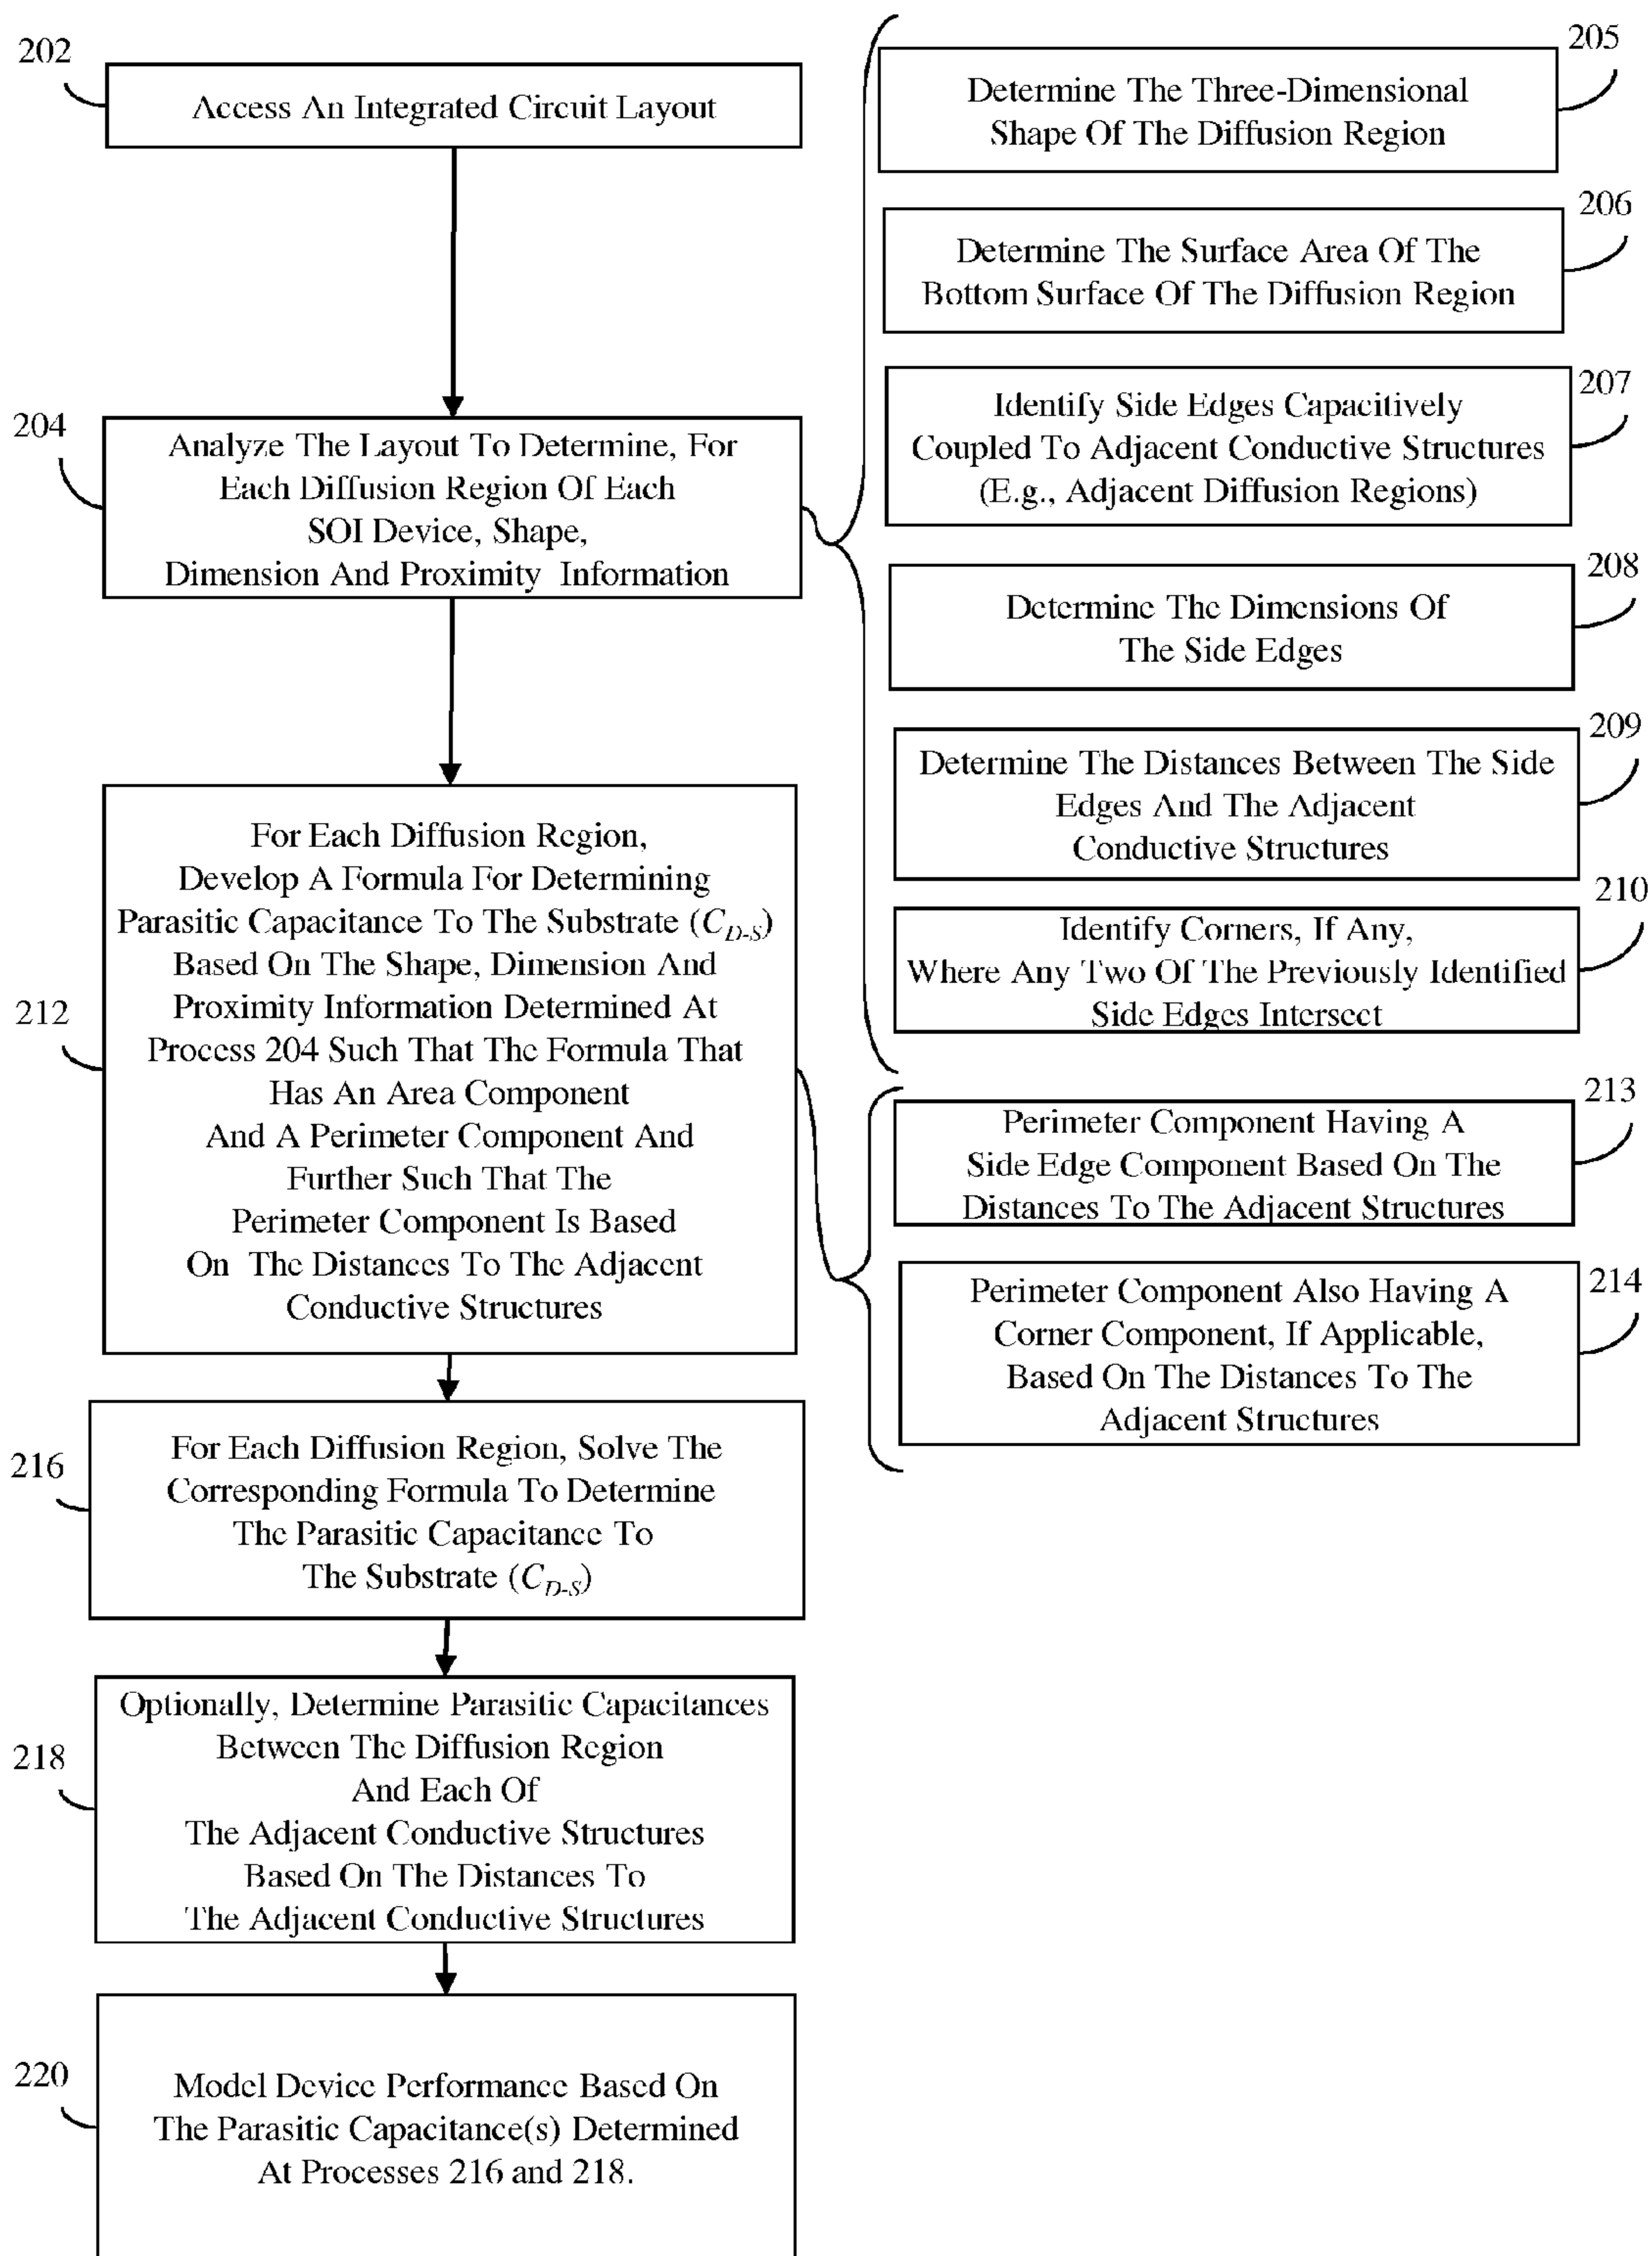 202
Access An Integrated Circuit Layout
204
Analyze The Layout To Determine, For
Each Diffusion Region Of Each
SOI Device, Shape,
Dimension And Proximity Information
205
Determine The Three-Dimensional
Shape Of The Diffusion Region
206
Determine The Surface Area Of The
Bottom Surface Of The Diffusion Region
207
Identify Side Edges Capacitively
Coupled To Adjacent Conductive Structures
(E.g., Adjacent Diffusion Regions)
208
Determine The Dimensions Of
The Side Edges
209
Determine The Distances Between The Side
Edges And The Adjacent
Conductive Structures
210
Identify Corners, If Any,
Where Any Two Of The Previously Identified
Side Edges Intersect
212
For Each Diffusion Region,
Develop A Formula For Determining
Parasitic Capacitance To The Substrate (C_{D-S})
Based On The Shape, Dimension And
Proximity Information Determined At
Process 204 Such That The Formula That
Has An Area Component
And A Perimeter Component And
Further Such That The
Perimeter Component Is Based
On The Distances To The Adjacent
Conductive Structures
213
Perimeter Component Having A
Side Edge Component Based On The
Distances To The Adjacent Structures
214
Perimeter Component Also Having A
Corner Component, If Applicable,
Based On The Distances To The
Adjacent Structures
216
For Each Diffusion Region, Solve The
Corresponding Formula To Determine
The Parasitic Capacitance To
The Substrate (C_{D-S})
218
Optionally, Determine Parasitic Capacitances
Between The Diffusion Region
And Each Of
The Adjacent Conductive Structures
Based On The Distances To
The Adjacent Conductive Structures
220
Model Device Performance Based On
The Parasitic Capacitance(s) Determined
At Processes 216 and 218.